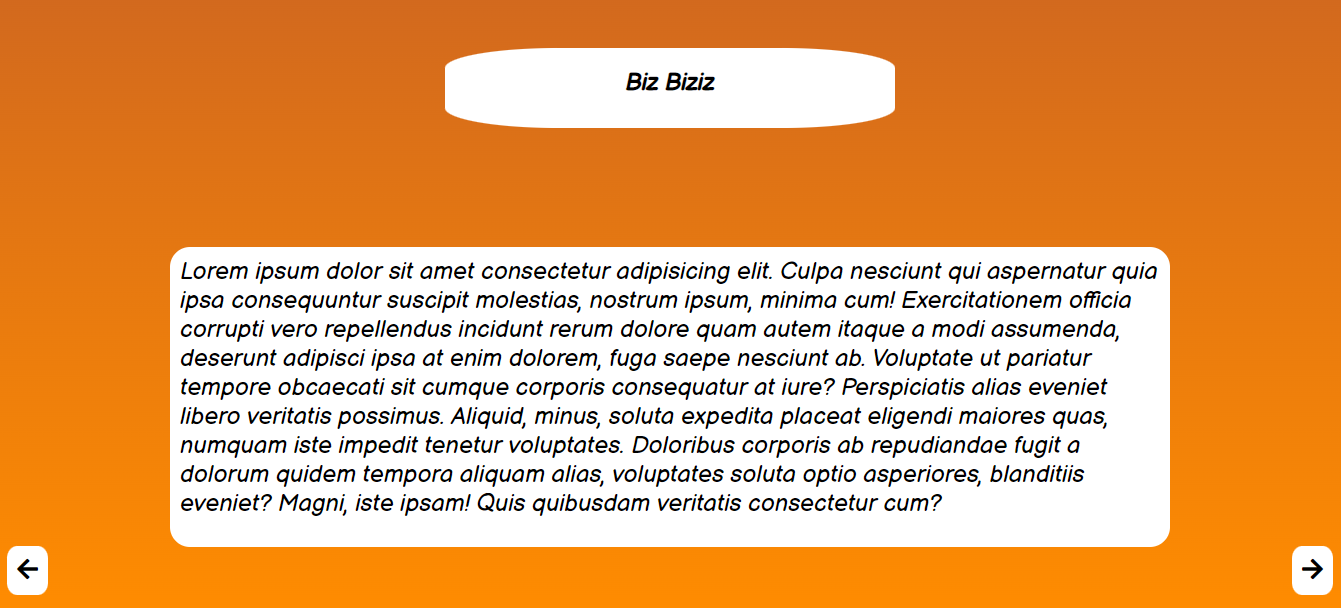 Biz Biziz
Lorem ipsum dolor sit amet consectetur adipisicing elit. Culpa nesciunt qui aspernatur quia
ipsa consequuntur suscipit molestias, nostrum ipsum, minima cum! Exercitationem officia
corrupti vero repellendus incidunt rerum dolore quam autem itaque a modi assumenda,
deserunt adipisci ipsa at enim dolorem, fuga saepe nesciunt ab. Voluptate ut pariatur
tempore obcaecati sit cumque corporis consequatur at iure? Perspiciatis alias eveniet
libero veritatis possimus. Aliquid, minus, soluta expedita placeat eligendi maiores quas,
numquam iste impedit tenetur voluptates. Doloribus corporis ab repudiandae fugit a
dolorum quidem tempora aliquam alias, voluptates soluta optio asperiores, blanditiis
eveniet? Magni, iste ipsam! Quis quibusdam veritatis consectetur cum?